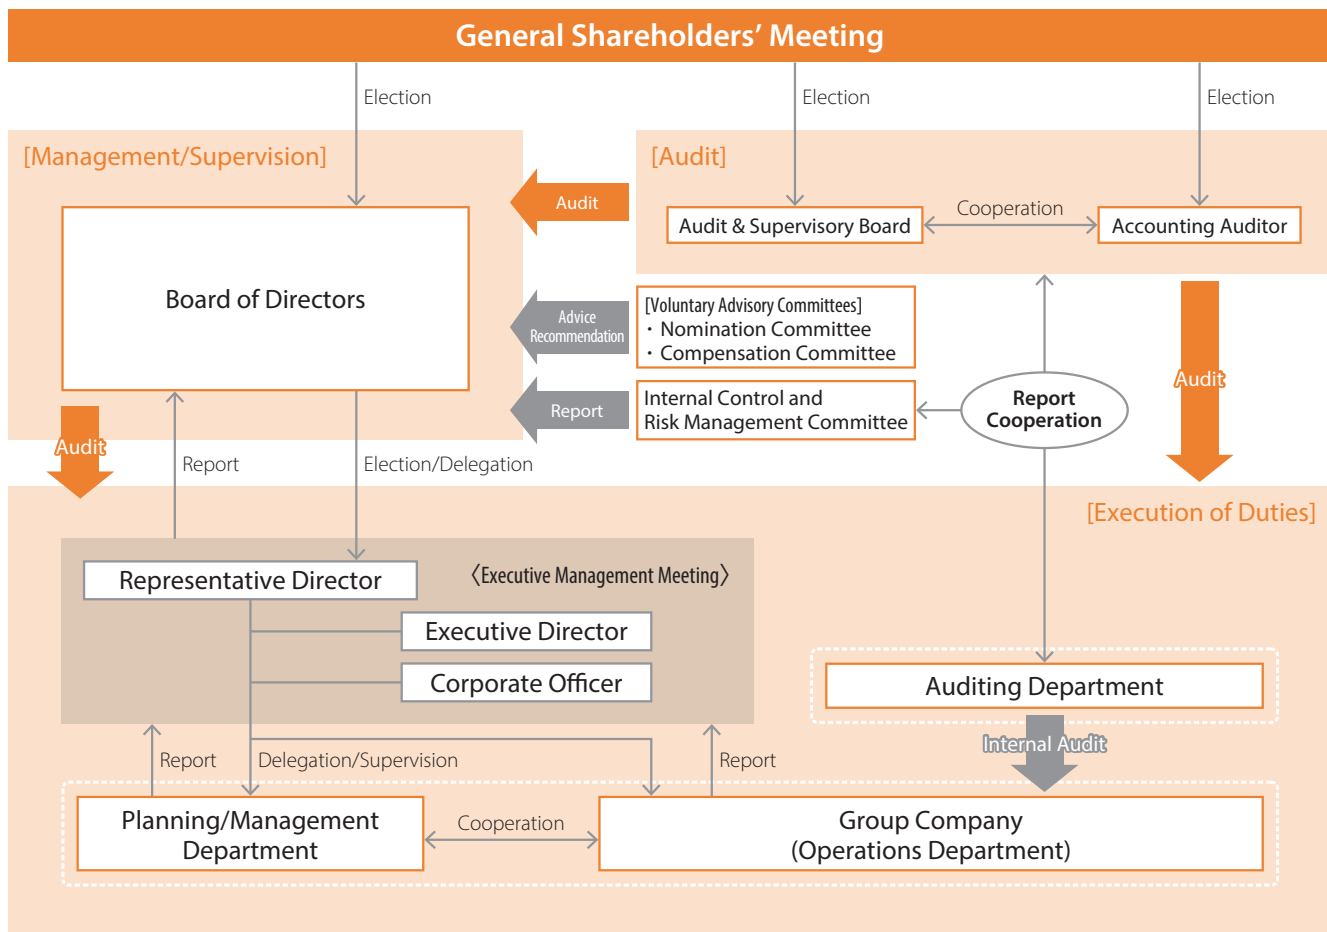 General Shareholders’ Meeting
Election
Election
Election
[Management/Supervision]
[Audit]
Audit
Board of Directors
Audit & Supervisory Board
Cooperation
Accounting Auditor
Advice
Recommendation
[Voluntary Advisory Committees]
・Nomination Committee
・Compensation Committee
Report
Internal Control and
Risk Management Committee
Report
Cooperation
Audit
Audit
Report
Election/Delegation
[Execution of Duties]
Representative Director
〈Executive Management Meeting〉
Executive Director
Corporate Officer
Auditing Department
Internal Audit
Report
Delegation/Supervision
Report
Planning/Management
Department
Cooperation
Group Company
(Operations Department)